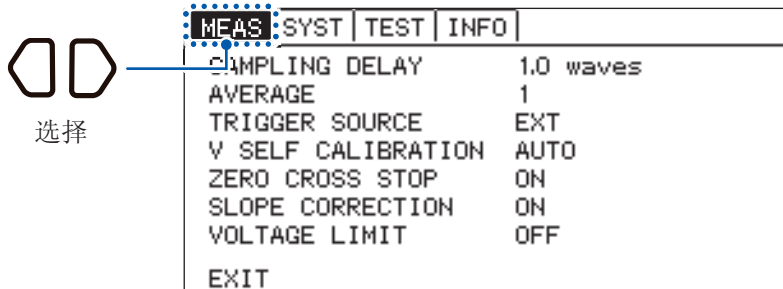 MEAS SYST TEST INFO
选择
SAMPLING DELAY 1.0 waves
AVERAGE 1
TRIGGER SOURCE EXT
V SELF CALIBRATION AUTO
ZERO CROSS STOP ON
SLOPE CORRECTION ON
VOLTAGE LIMIT OFF
EXIT